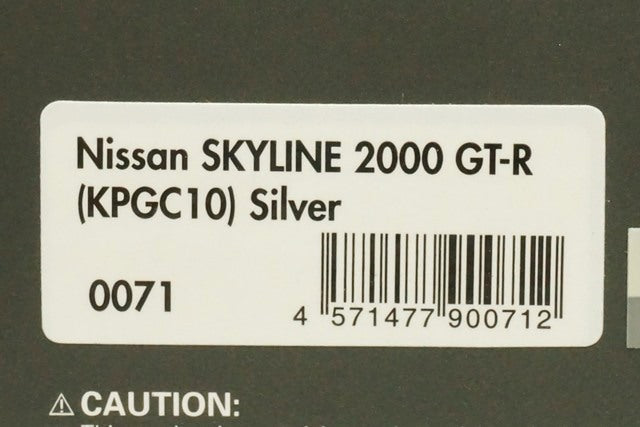 Nissan SKYLINE 2000 GT-R
(KPGC10) Silver
0071
4 571477 900712
⚠ CAUTION: